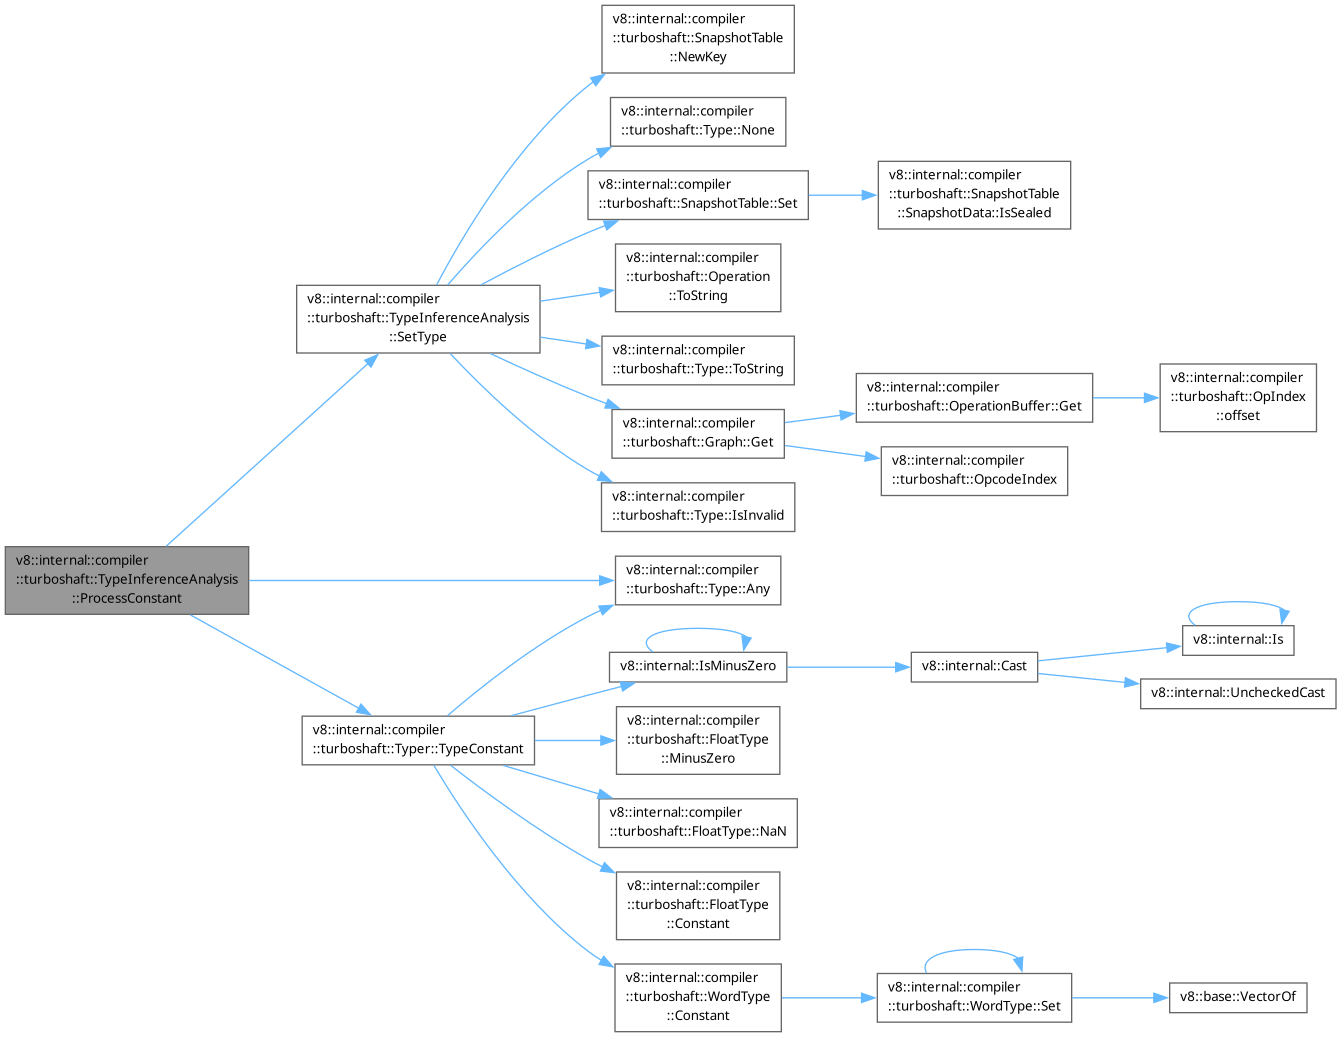 v8::internal::compiler
::turboshaft::SnapshotTable
::NewKey
v8::internal::compiler
::turboshaft::Type::None
v8::internal::compiler
::turboshaft::SnapshotTable::Set
v8::internal::compiler
::turboshaft::SnapshotTable
::SnapshotData::IsSealed
v8::internal::compiler
::turboshaft::Operation
::ToString
v8::internal::compiler
::turboshaft::TypeInferenceAnalysis
::SetType
v8::internal::compiler
::turboshaft::Type::ToString
v8::internal::compiler
::turboshaft::Graph::Get
v8::internal::compiler
::turboshaft::OperationBuffer::Get
v8::internal::compiler
::turboshaft::OpIndex
::offset
v8::internal::compiler
::turboshaft::OpcodeIndex
v8::internal::compiler
::turboshaft::Type::IsInvalid
v8::internal::compiler
::turboshaft::TypeInferenceAnalysis
::ProcessConstant
v8::internal::compiler
::turboshaft::Type::Any
v8::internal::IsMinusZero
v8::internal::Cast
v8::internal::Is
v8::internal::UncheckedCast
v8::internal::compiler
::turboshaft::Typer::TypeConstant
v8::internal::compiler
::turboshaft::FloatType
::MinusZero
v8::internal::compiler
::turboshaft::FloatType::NaN
v8::internal::compiler
::turboshaft::FloatType
::Constant
v8::internal::compiler
::turboshaft::WordType
::Constant
v8::internal::compiler
::turboshaft::WordType::Set
v8::base::VectorOf